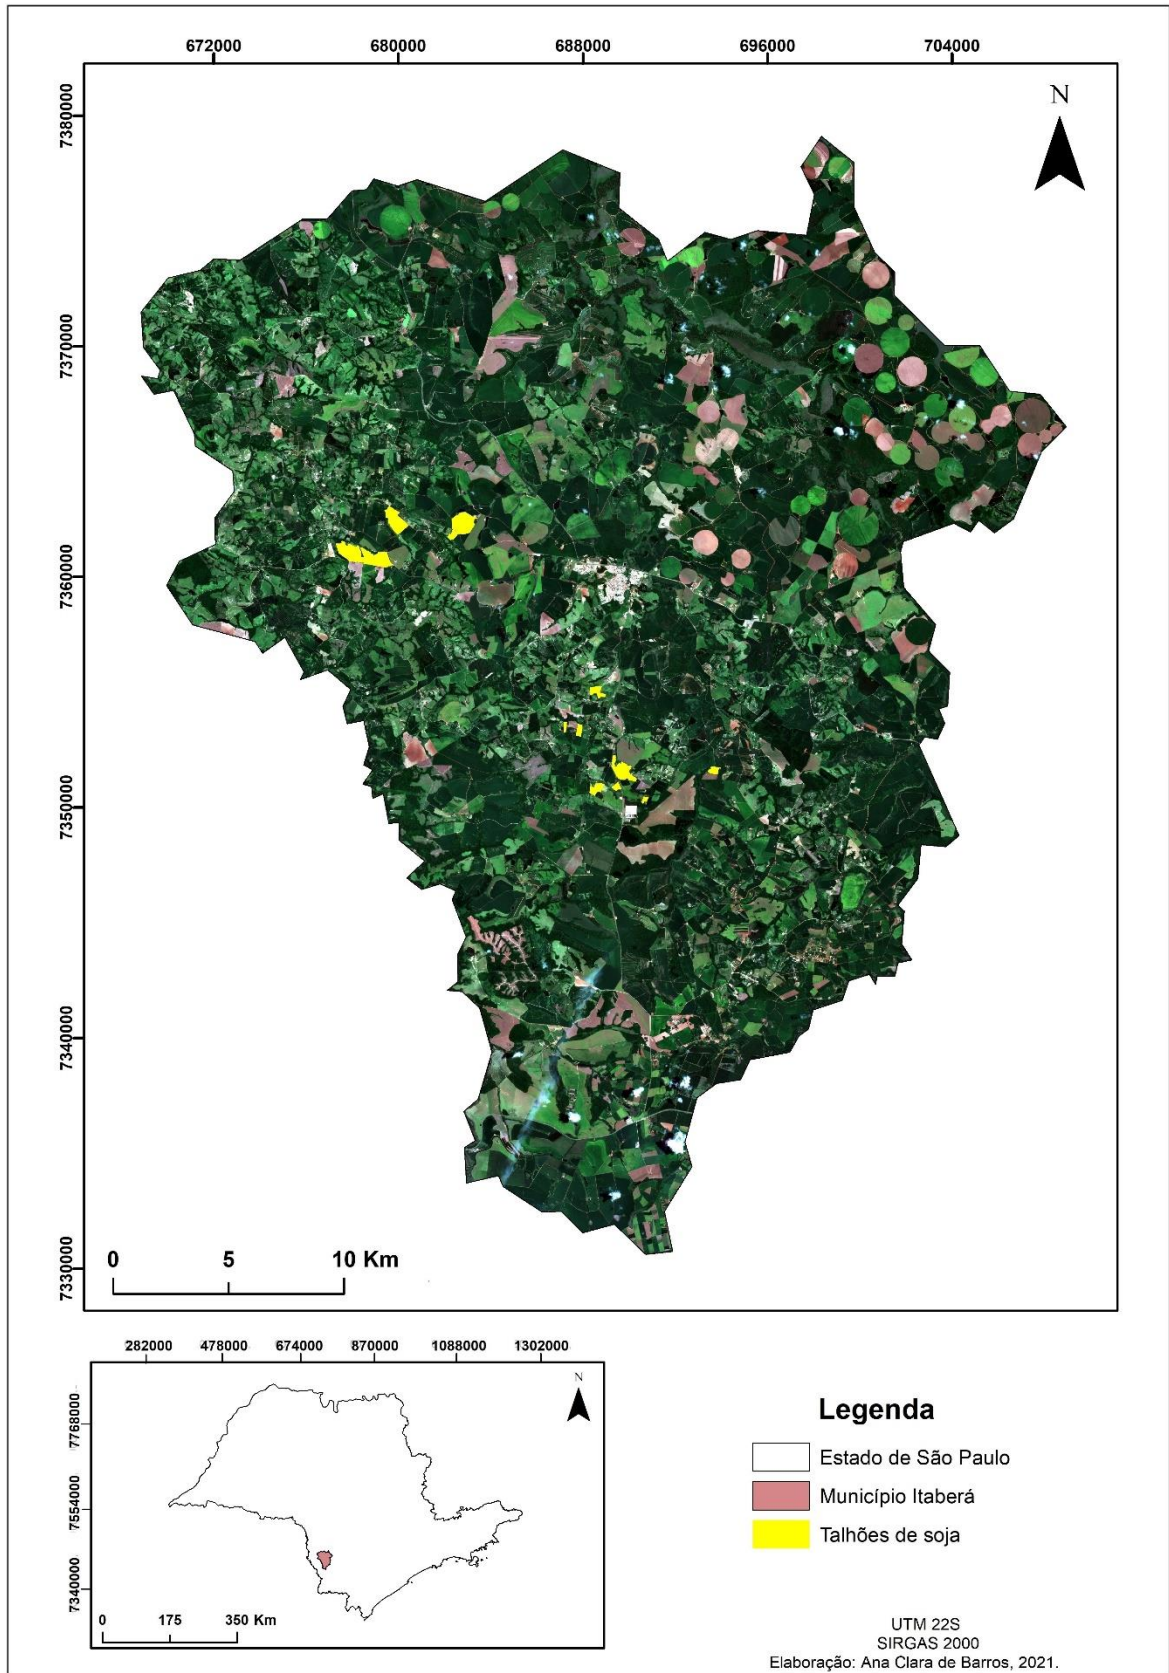 672000 680000 688000 696000 704000
N
7380000
7370000
7360000
7350000
7340000
7330000
0 5 10 Km
282000 478000 674000 870000 1088000 1302000
N
7768000
7554000
7340000
0 175 350 Km
Legenda
Estado de São Paulo
Município Itaberá
Talhões de soja
UTM 22S
SIRGAS 2000
Elaboração: Ana Clara de Barros, 2021.